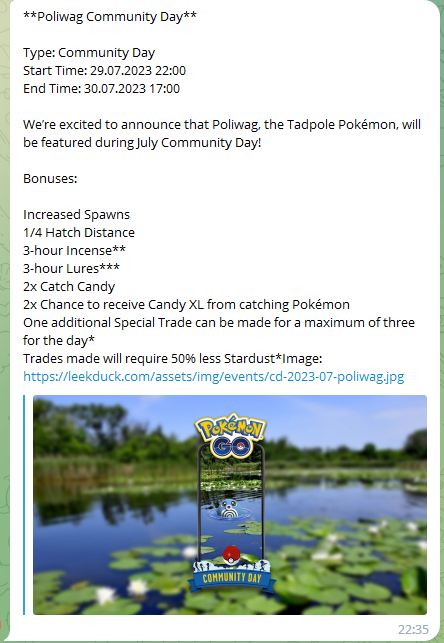 **Poliwag Community Day**
Type: Community Day
Start Time: 29.07.2023 22:00
End Time: 30.07.2023 17:00
We're excited to announce that Poliwag, the Tadpole Pokémon, will
be featured during July Community Day!
Bonuses:
Increased Spawns
1/4 Hatch Distance
3-hour Incense**
3-hour Lures***
2x Catch Candy
2x Chance to receive Candy XL from catching Pokémon
One additional Special Trade can be made for a maximum of three
for the day*
Trades made will require 50% less Stardust*Image:
https://leekduck.com/assets/img/events/cd-2023-07-poliwag.jpg
POKÉMON
GO
COMMUNITY DAY
22:35